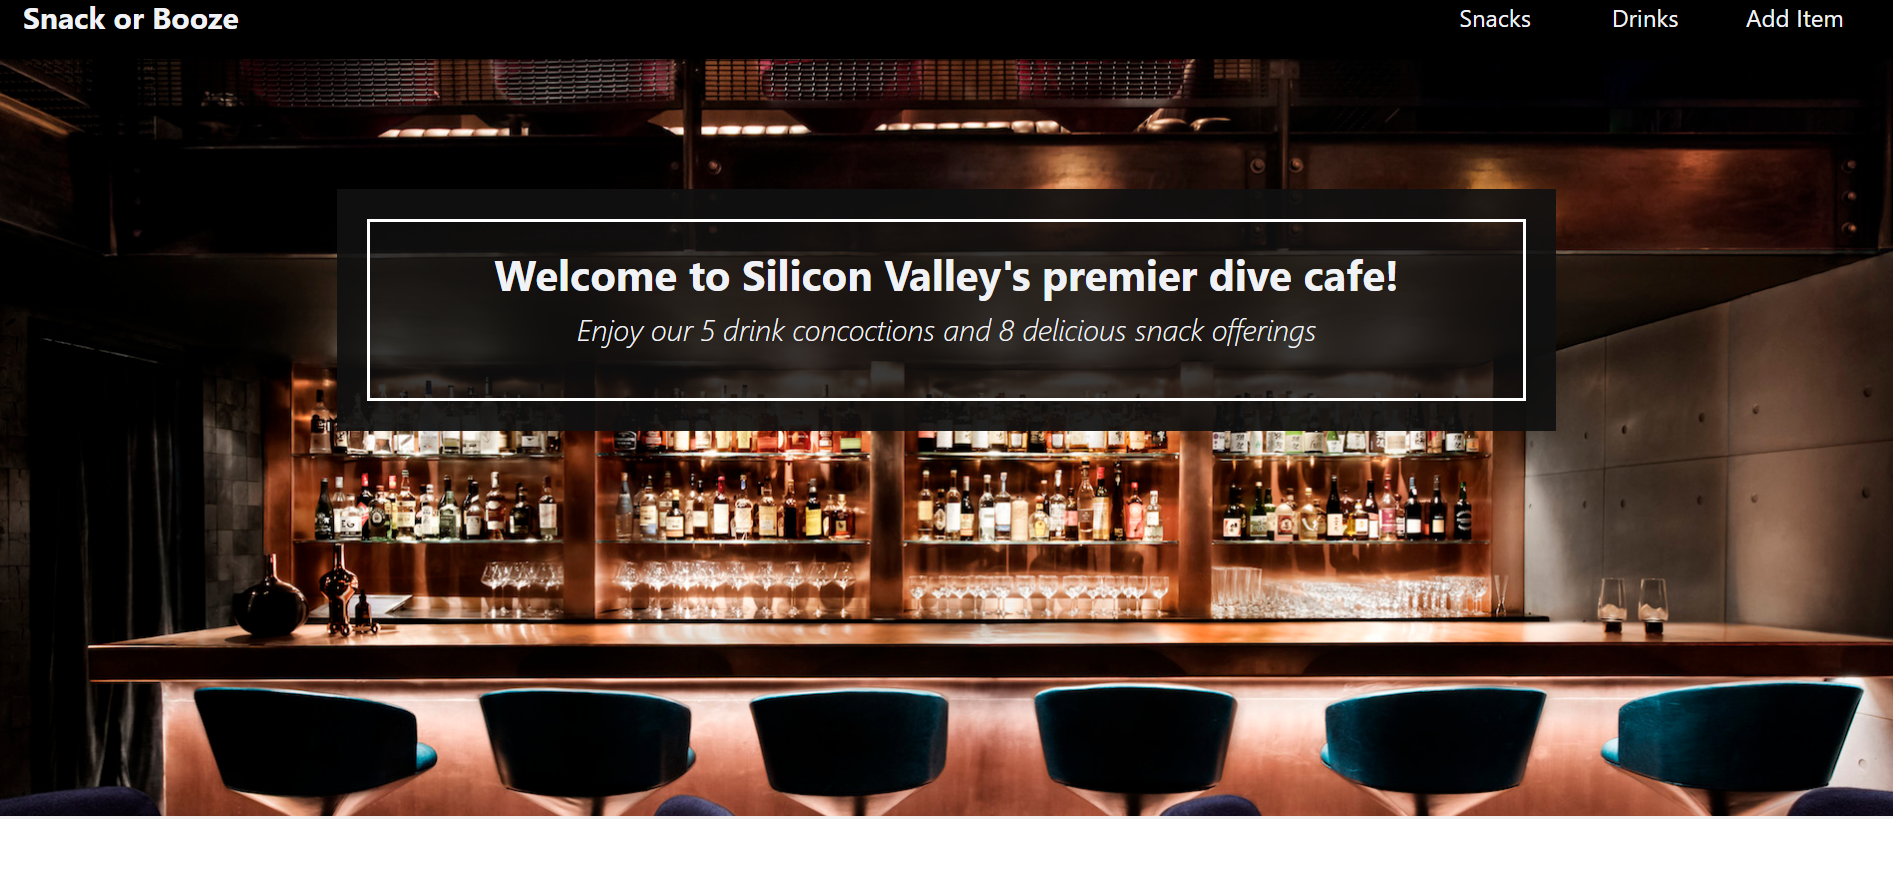 Snack or Booze
Snacks
Drinks
Add Item
Welcome to Silicon Valley's premier dive cafe!
Enjoy our 5 drink concoctions and 8 delicious snack offerings